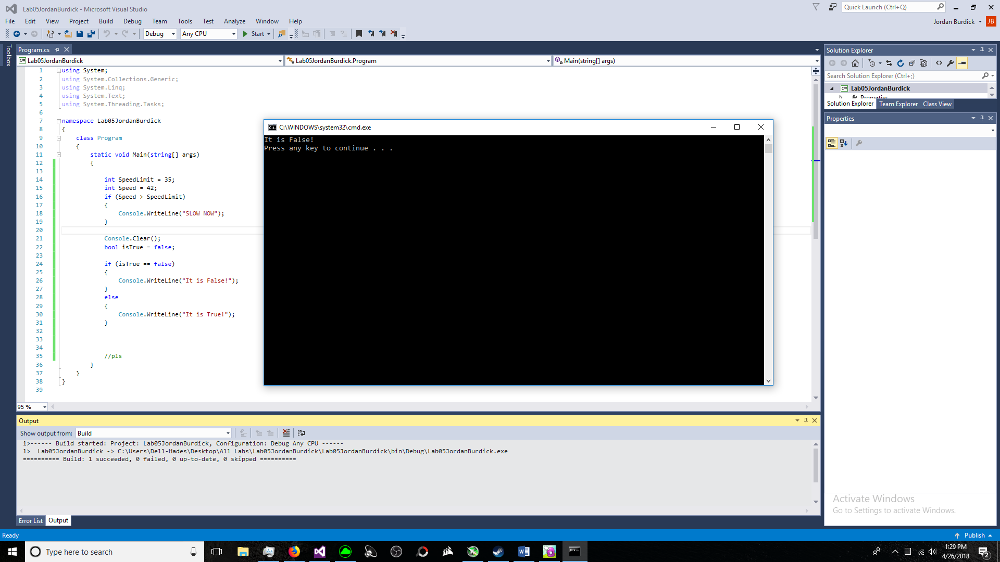 Lab05JordanBurdick - Microsoft Visual Studio
Quick Launch (Ctrl+Q)
File Edit View Project Build Debug Team Tools Test Analyze Window Help
Jordan Burdick JB
Debug Any CPU Start
Toolbox
Program.cs
Lab05JordanBurdick Lab05JordanBurdick.Program Main(string[] args)
1 using System;
2 using System.Collections.Generic;
3 using System.Linq;
4 using System.Text;
5 using System.Threading.Tasks;
6
7 namespace Lab05JordanBurdick
8 {
9 class Program
10 {
11 static void Main(string[] args)
12 {
13
14 int SpeedLimit = 35;
15 int Speed = 42;
16 if (Speed > SpeedLimit)
17 {
18 Console.WriteLine("SLOW NOW");
19 }
20
21 Console.Clear();
22 bool isTrue = false;
23
24 if (isTrue == false)
25 {
26 Console.WriteLine("It is False!");
27 }
28 else
29 {
30 Console.WriteLine("It is True!");
31 }
32
33
34
35 //pls
36 }
37 }
38 }
39
95 %
C:\WINDOWS\system32\cmd.exe
It is False!
Press any key to continue . . .
Solution Explorer
Search Solution Explorer (Ctrl+;)
C# Lab05JordanBurdick
Properties
Solution Explorer Team Explorer Class View
Properties
Output
Show output from: Build
1>------ Build started: Project: Lab05JordanBurdick, Configuration: Debug Any CPU ------
1> Lab05JordanBurdick -> C:\Users\Dell-Hades\Desktop\All Labs\Lab05JordanBurdick\Lab05JordanBurdick\bin\Debug\Lab05JordanBurdick.exe
========== Build: 1 succeeded, 0 failed, 0 up-to-date, 0 skipped ==========
Activate Windows
Go to Settings to activate Windows.
Error List Output
Ready
Publish
Type here to search
1:29 PM
4/26/2018
2